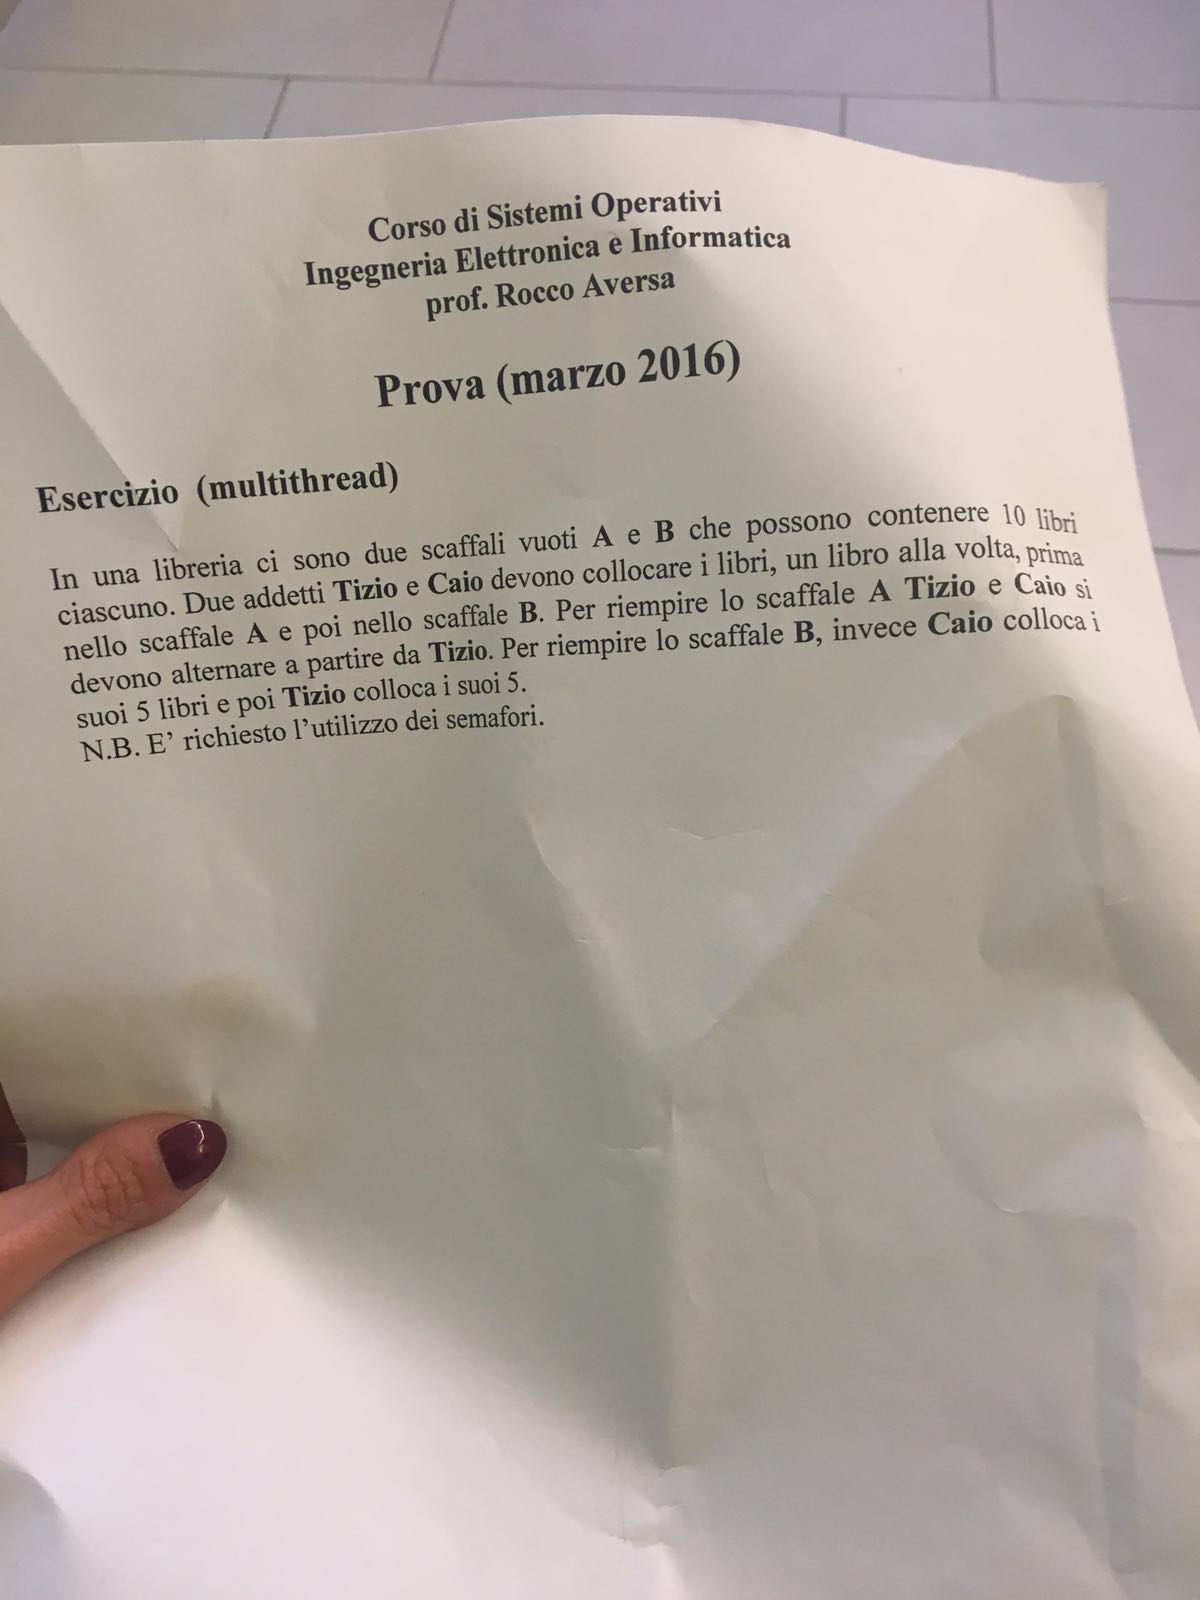 Corso di Sistemi Operativi
Ingegneria Elettronica e Informatica
prof. Rocco Aversa
Prova (marzo 2016)
Esercizio (multithread)
In una libreria ci sono due scaffali vuoti A e B che possono contenere 10 libri
ciascuno. Due addetti Tizio e Caio devono collocare i libri, un libro alla volta, prima
nello scaffale A e poi nello scaffale B. Per riempire lo scaffale A Tizio e Caio si
devono alternare a partire da Tizio. Per riempire lo scaffale B, invece Caio colloca i
suoi 5 libri e poi Tizio colloca i suoi 5.
N.B. E’ richiesto l’utilizzo dei semafori.